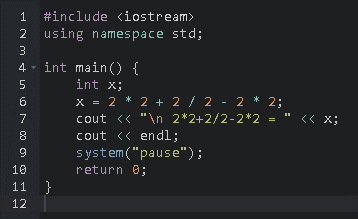 1 #include <iostream>
2 using namespace std;
3
4 int main() {
5 int x;
6 x = 2 * 2 + 2 / 2 - 2 * 2;
7 cout << "\n 2*2+2/2-2*2 = " << x;
8 cout << endl;
9 system("pause");
10 return 0;
11 }
12